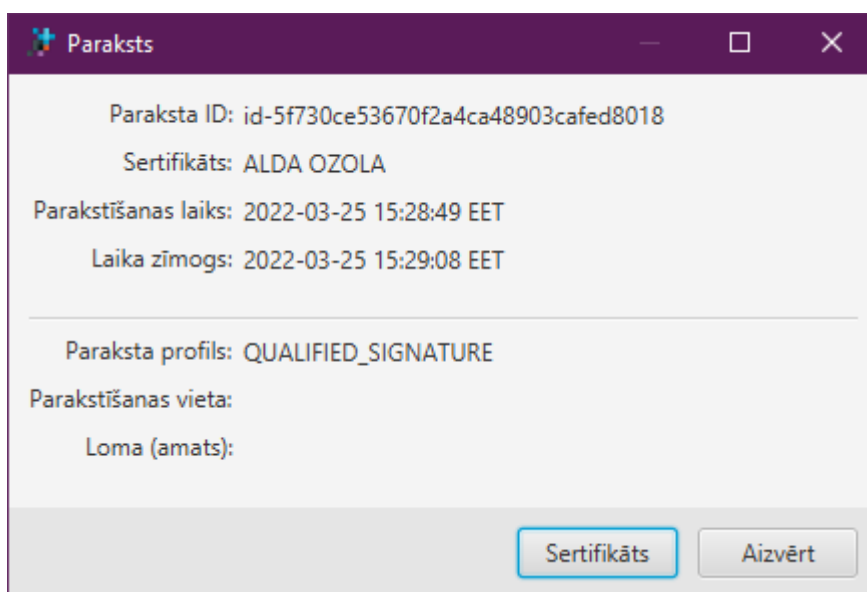 Paraksts
Paraksta ID: id-5f730ce53670f2a4ca48903cafed8018
Sertifikāts: ALDA OZOLA
Parakstīšanas laiks: 2022-03-25 15:28:49 EET
Laika zīmogs: 2022-03-25 15:29:08 EET
Paraksta profils: QUALIFIED_SIGNATURE
Parakstīšanas vieta:
Loma (amats):
Sertifikāts Aizvērt